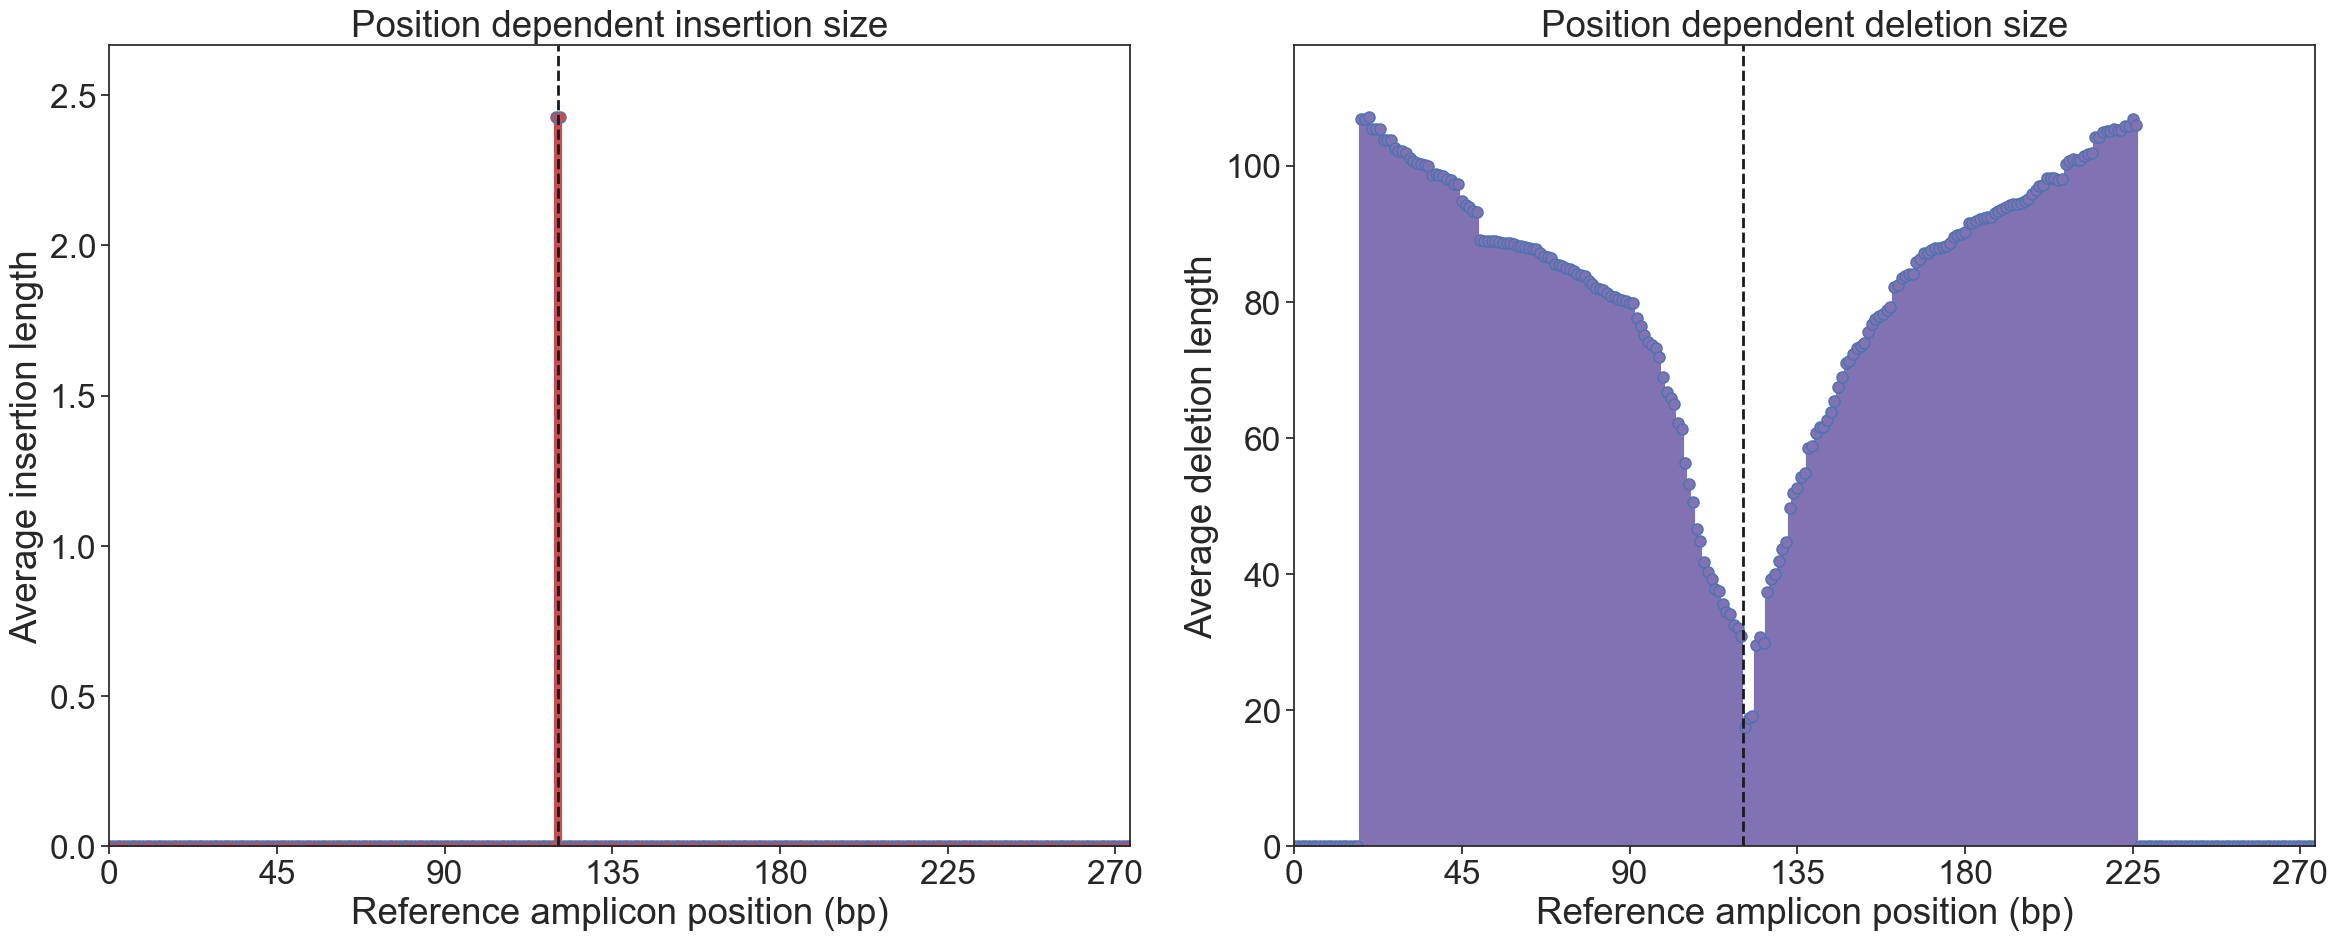 Position dependent insertion size
Average insertion length
2.5
2.0
1.5
1.0
0.5
0.0
0 45 90 135 180 225 270
Reference amplicon position (bp)
Position dependent deletion size
Average deletion length
100
80
60
40
20
0
0 45 90 135 180 225 270
Reference amplicon position (bp)